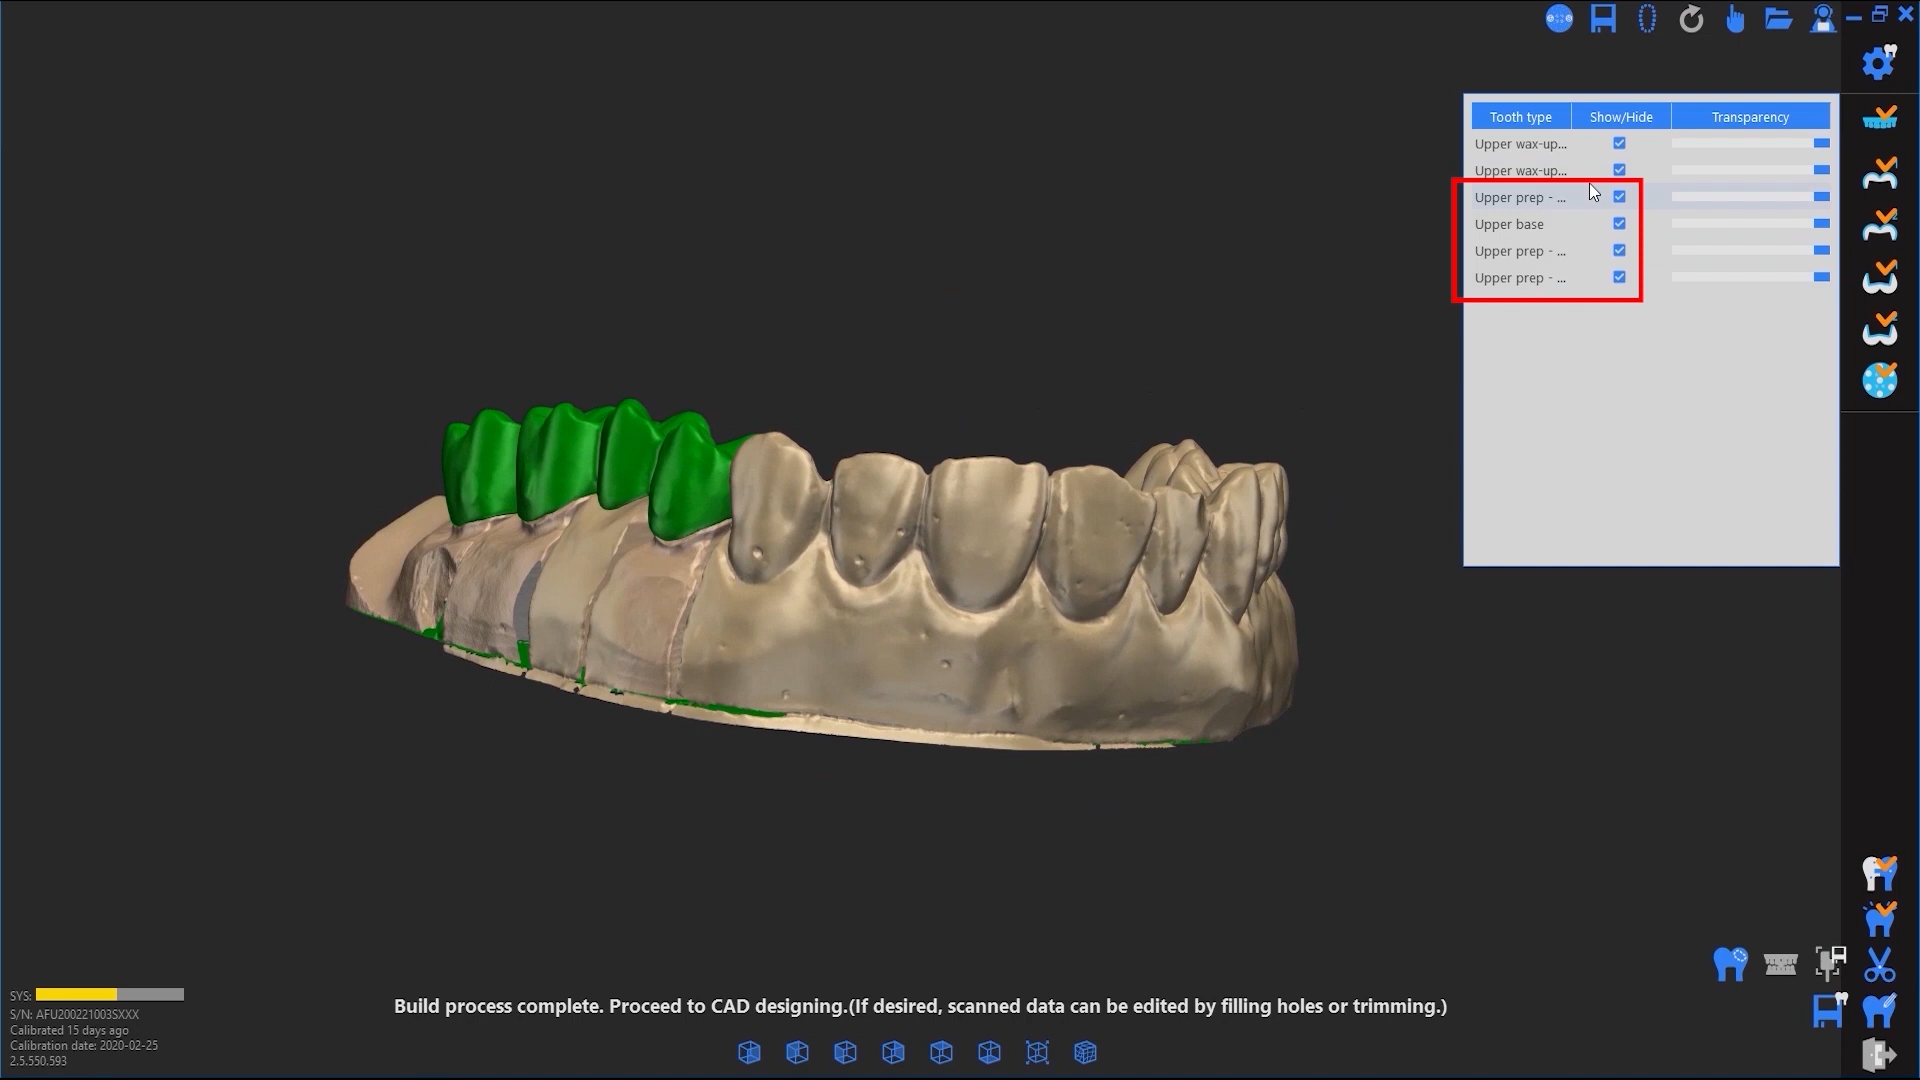 Tooth type Show/Hide Transparency
Upper wax-up...
Upper wax-up...
Upper prep - ...
Upper base
Upper prep - ...
Upper prep - ...
SYS:
S/N: AFU200221003SXXX
Calibrated 15 days ago
Calibration date: 2020-02-25
2.5.550.593
Build process complete. Proceed to CAD designing.(If desired, scanned data can be edited by filling holes or trimming.)